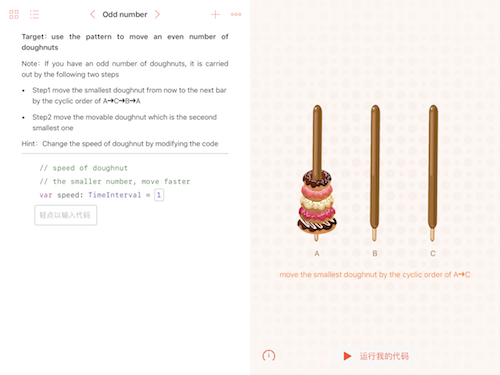 Odd number
Target: use the pattern to move an even number of
doughnuts
Note: If you have an odd number of doughnuts, it is carried
out by the following two steps
• Step1 move the smallest doughnut from now to the next bar
by the cyclic order of A➔C➔B➔A
• Step2 move the movable doughnut which is the seceond
smallest one
Hint: Change the speed of doughnut by modifying the code
// speed of doughnut
// the smaller number, move faster
var speed: TimeInterval = 1
轻点以输入代码
A
B
C
move the smallest doughnut by the cyclic order of A➔C
运行我的代码